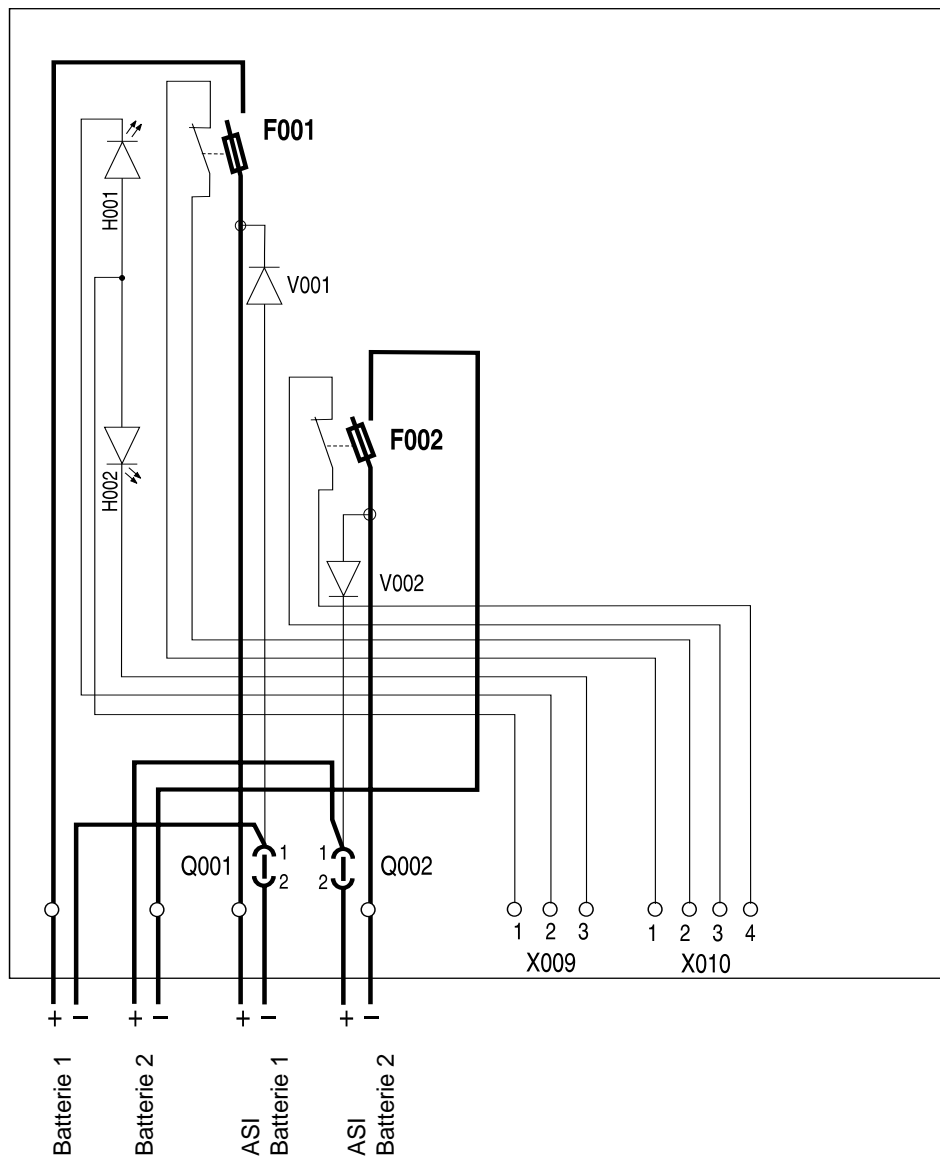 F001
H001
V001
F002
H002
V002
Q001
1
2
1
2
Q002
1
2
3
1
2
3
4
X009
X010
+ − + − + − + −
Batterie 1
Batterie 2
ASI
Batterie 1
ASI
Batterie 2